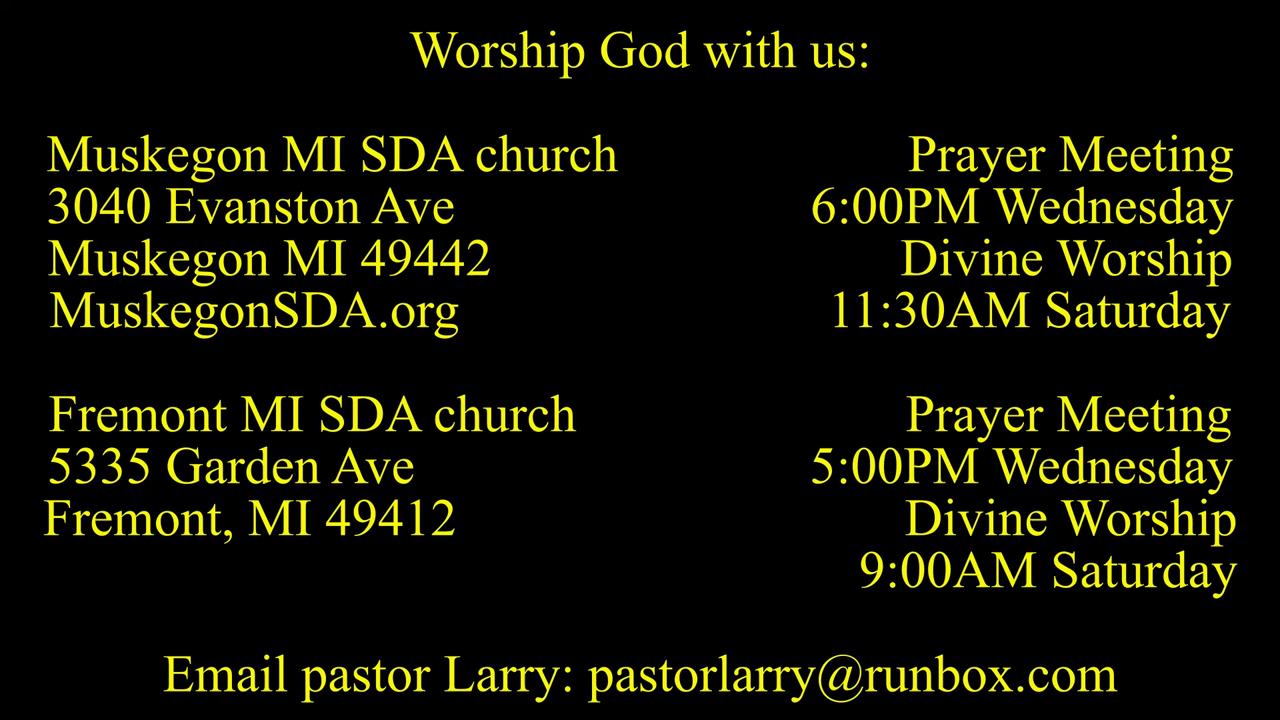 Worship God with us:
Muskegon MI SDA church
3040 Evanston Ave
Muskegon MI 49442
MuskegonSDA.org
Prayer Meeting
6:00PM Wednesday
Divine Worship
11:30AM Saturday
Fremont MI SDA church
5335 Garden Ave
Fremont, MI 49412
Prayer Meeting
5:00PM Wednesday
Divine Worship
9:00AM Saturday
Email pastor Larry: pastorlarry@runbox.com